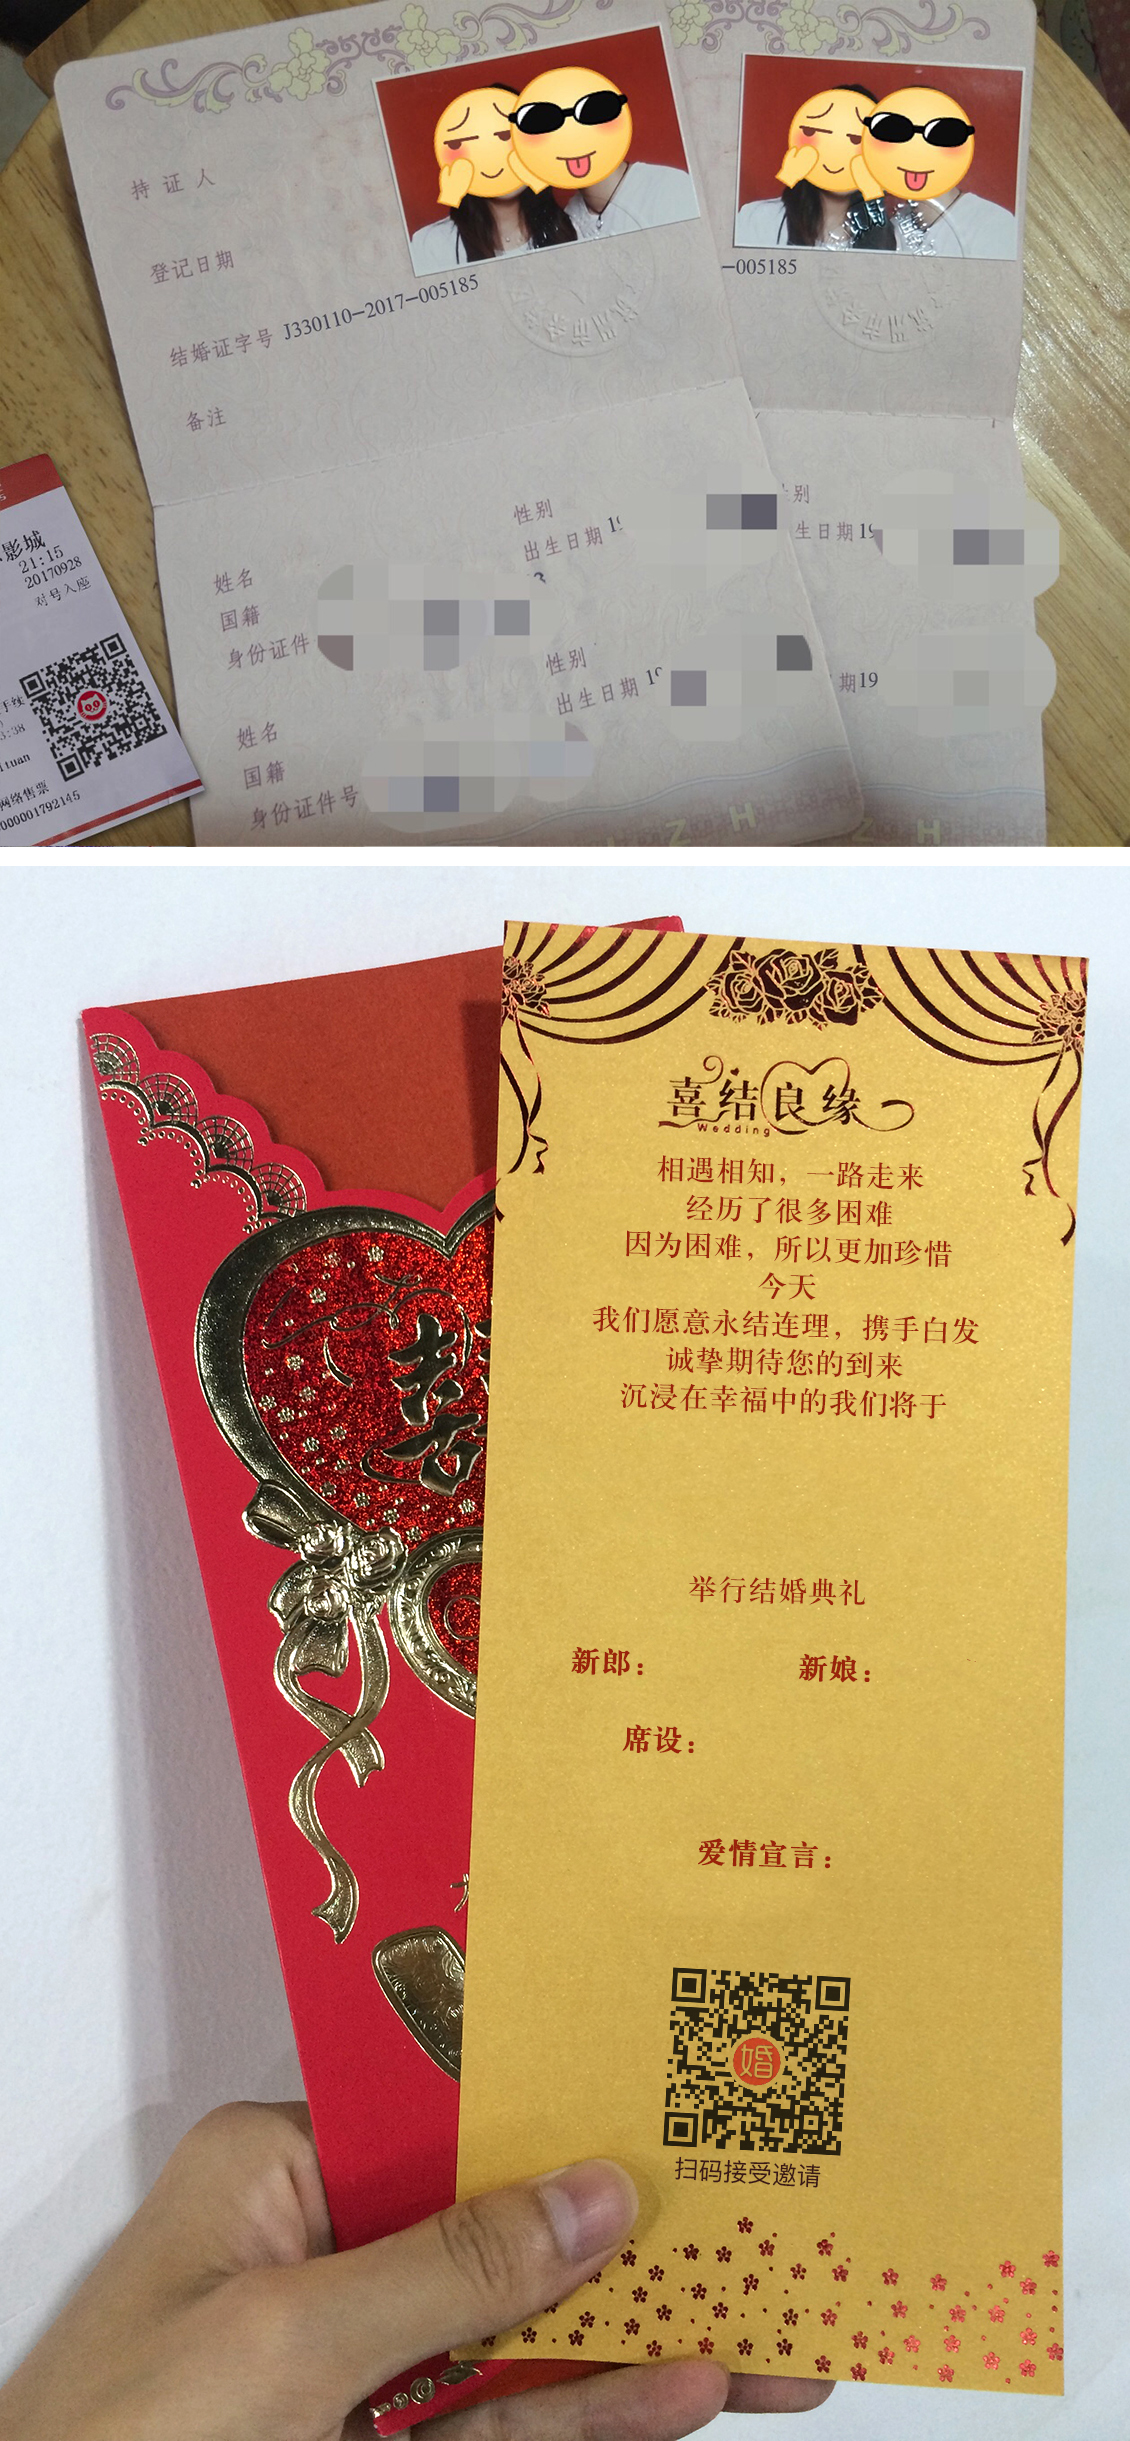 持证人
登记日期
结婚证字号 J330110-2017-005185
备注
-005185
性别
出生日期 19
姓名
国籍
身份证件
性别
出生日期 19
姓名
国籍
身份证件号
别
生日期 19
期 19
影城
21:15
20170928
对号入座
手续
:38
ituan
网络售票
000001792145
Z H
Z H
喜结良缘
Wedding
相遇相知，一路走来
经历了很多困难
因为困难，所以更加珍惜
今天
我们愿意永结连理，携手白发
诚挚期待您的到来
沉浸在幸福中的我们将于
举行结婚典礼
新郎： 新娘：
席设：
爱情宣言：
婚
扫码接受邀请